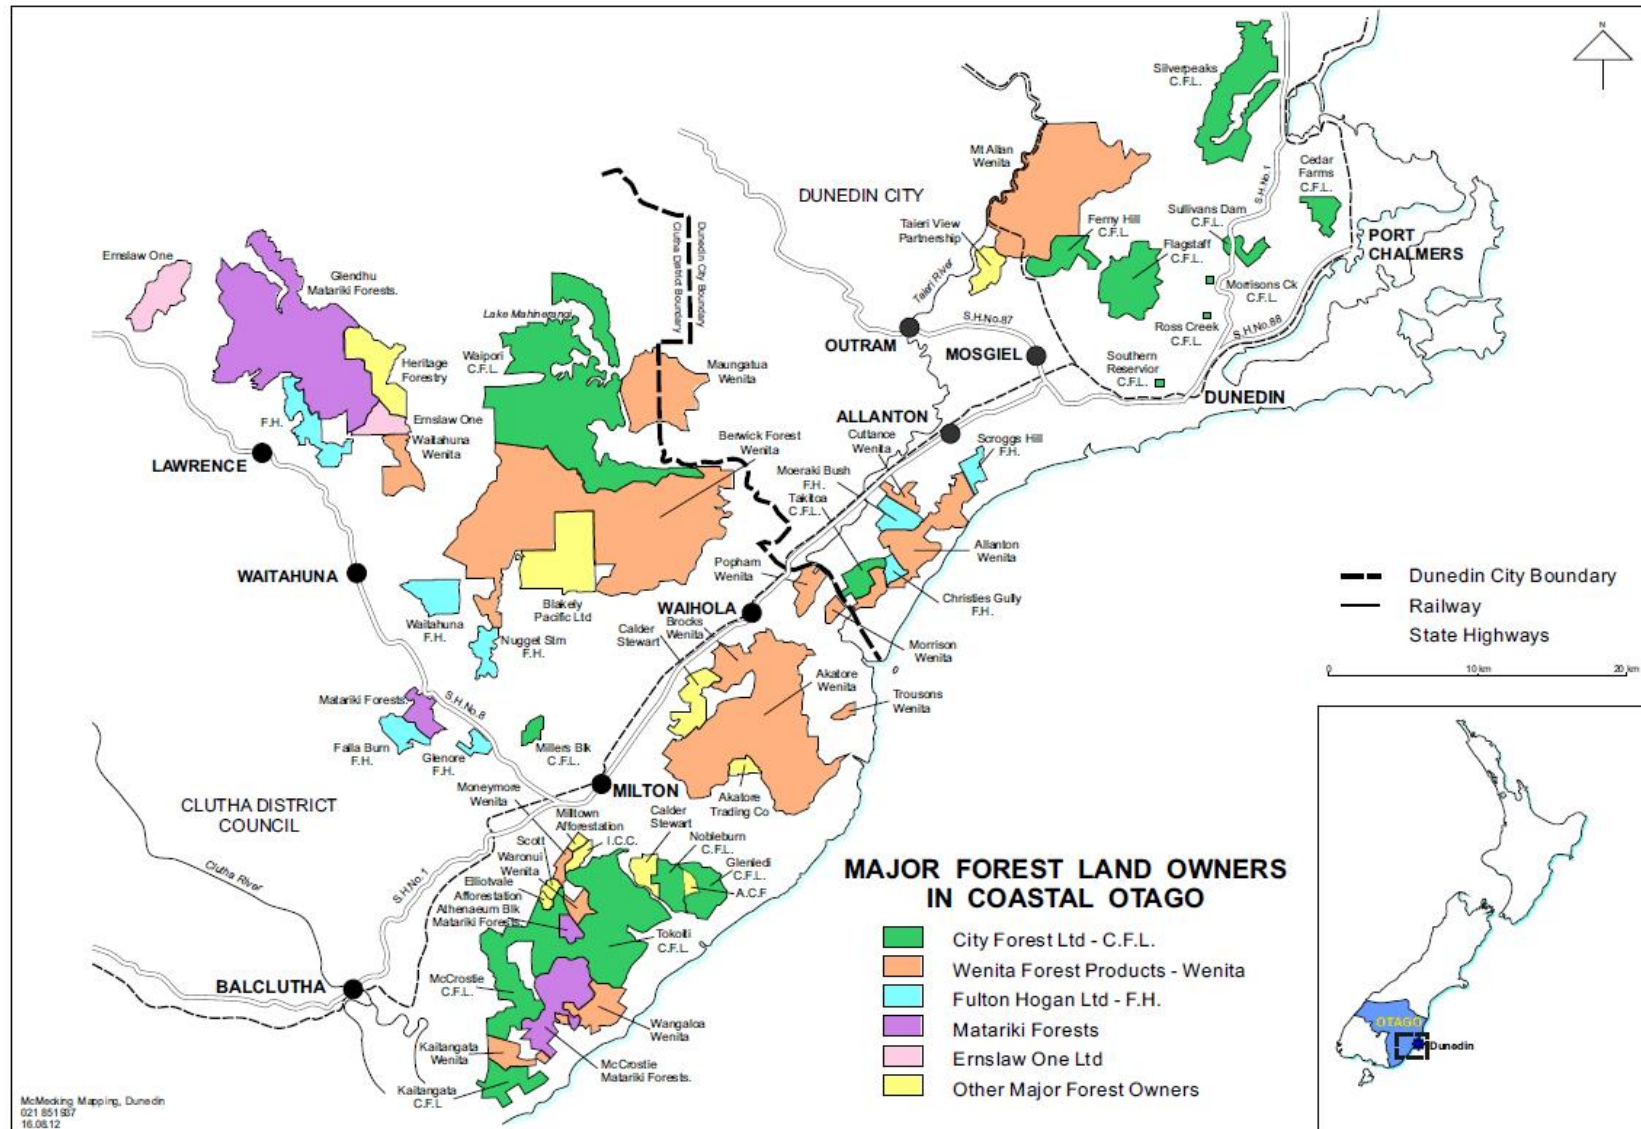 N
Silverpeaks
C.F.L.
Mt Allan
Wenita
DUNEDIN CITY
Cedar
Farms
C.F.L.
Taieri View
Partnership
Ferny Hill
C.F.L.
Sullivans Dam
C.F.L.
S.H.No.1
Flagstaff
C.F.L.
PORT
CHALMERS
Ernslaw One
Glendhu
Matariki Forests.
Dunedin City Boundary
Clutha District Boundary
Taieri River
Morrisons Ck
C.F.L.
Lake Mahinerangi
S.H.No.87
Ross Creek
C.F.L.
S.H.No.88
OUTRAM
MOSGIEL
Waipori
C.F.L.
Heritage
Forestry
Maungatua
Wenita
Southern
Reservior
C.F.L.
DUNEDIN
F.H.
Ernslaw One
Waitahuna
Wenita
ALLANTON
Cuttance
Wenita
Berwick Forest
Wenita
Scroggs Hill
F.H.
LAWRENCE
Moeraki Bush
F.H.
Takitoa
C.F.L.
Allanton
Wenita
WAITAHUNA
Popham
Wenita
Dunedin City Boundary
Railway
State Highways
Christies Gully
F.H.
Waitahuna
F.H.
Blakely
Pacific Ltd
WAIHOLA
Brocks
Wenita
Nugget Stm
F.H.
Calder
Stewart
Morrison
Wenita
0 10 km 20 km
Akatore
Wenita
Trousons
Wenita
Matariki Forests.
S.H.No.8
Falla Burn
F.H.
Glenore
F.H.
Millers Blk
C.F.L.
MILTON
Moneymore
Wenita
Akatore
Trading Co
CLUTHA DISTRICT
COUNCIL
Milltown
Afforestation
I.C.C.
Calder
Stewart
Nobleburn
C.F.L.
Scott
Waronui
Wenita
Glenledi
C.F.L.
A.C.F
Clutha River
S.H.No.1
Elliotvale
Afforestation
Athenaeum Blk
Matariki Forests.
Tokoiti
C.F.L.
BALCLUTHA
McCrostie
C.F.L.
Wangaloa
Wenita
Kaitangata
Wenita
McCrostie
Matariki Forests.
Kaitangata
C.F.L
MAJOR FOREST LAND OWNERS
IN COASTAL OTAGO
City Forest Ltd - C.F.L.
Wenita Forest Products - Wenita
Fulton Hogan Ltd - F.H.
Matariki Forests
Ernslaw One Ltd
Other Major Forest Owners
OTAGO
Dunedin
McMecking Mapping, Dunedin
021 851937
16.08.12